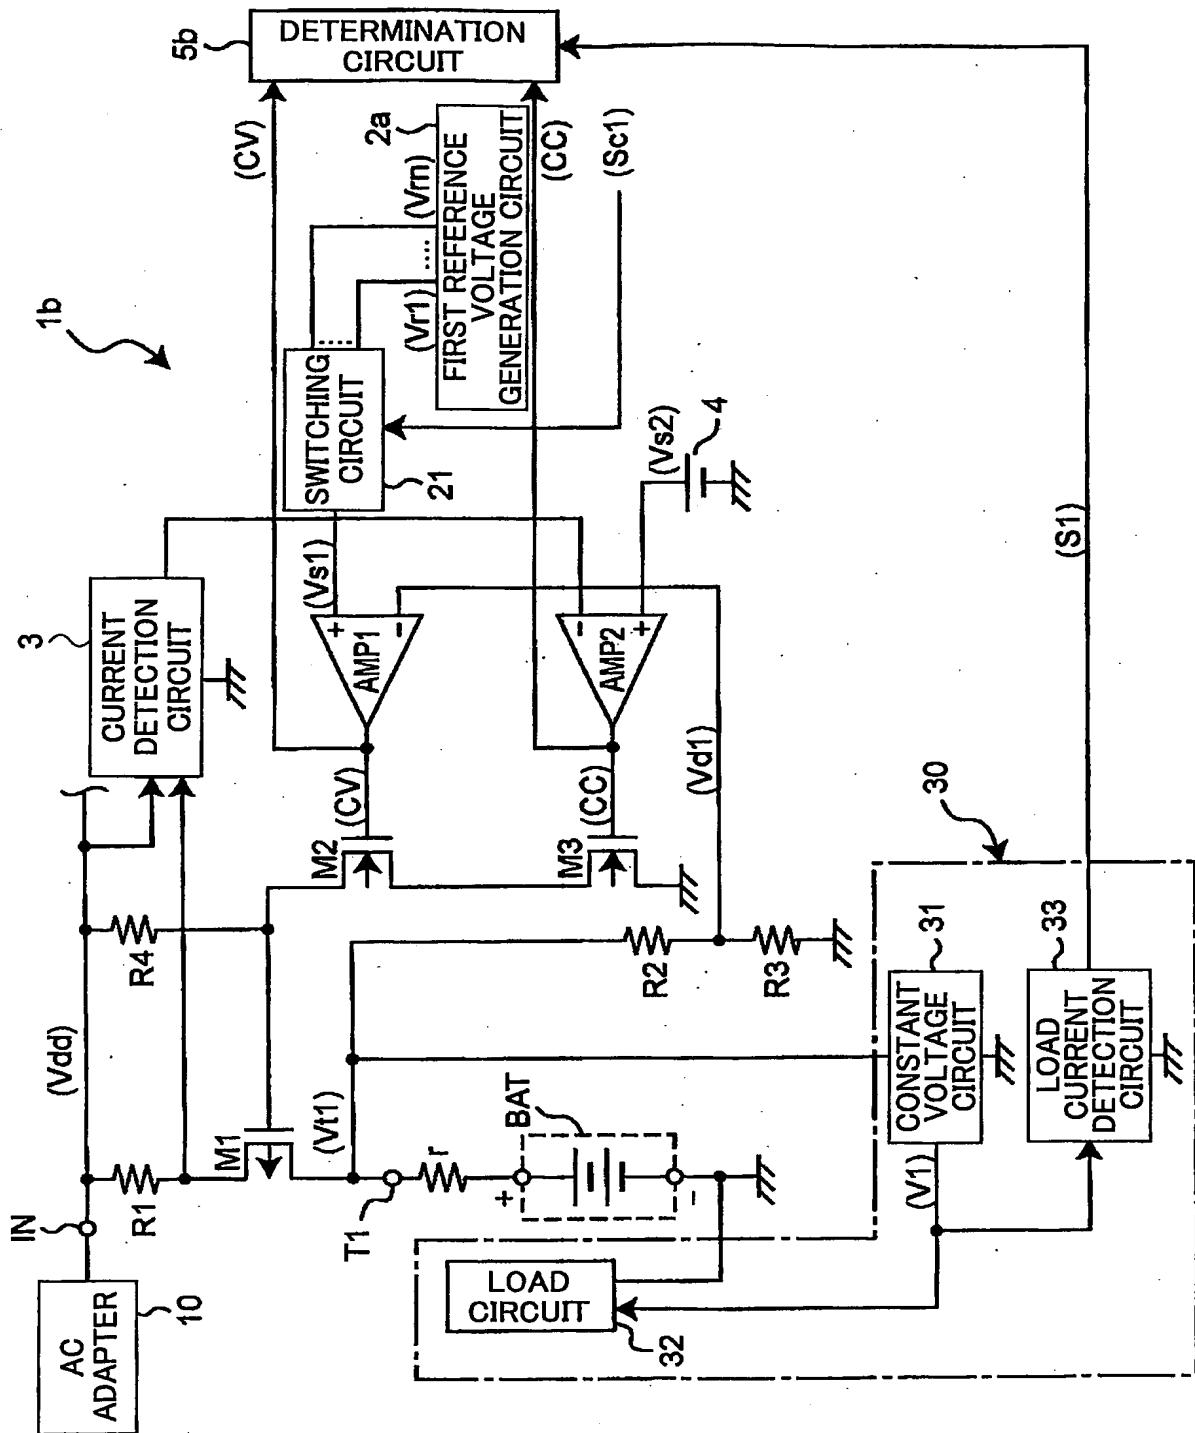 1b
AC
ADAPTER
10
IN
(Vdd)
R1
R4
M1
3
CURRENT
DETECTION
CIRCUIT
(Vt1)
T1
r
BAT
+
−
M2
(CV)
AMP1
+
−
(Vs1)
SWITCHING
CIRCUIT
21
(CV)
5b
DETERMINATION
CIRCUIT
(Vr1)
....
(Vrn)
.....
2a
FIRST REFERENCE
VOLTAGE
GENERATION CIRCUIT
(CC)
(Sc1)
M3
(CC)
AMP2
−
+
(Vs2)
4
R2
R3
(Vd1)
LOAD
CIRCUIT
32
(V1)
CONSTANT
VOLTAGE
CIRCUIT
31
30
LOAD
CURRENT
DETECTION
CIRCUIT
33
(S1)